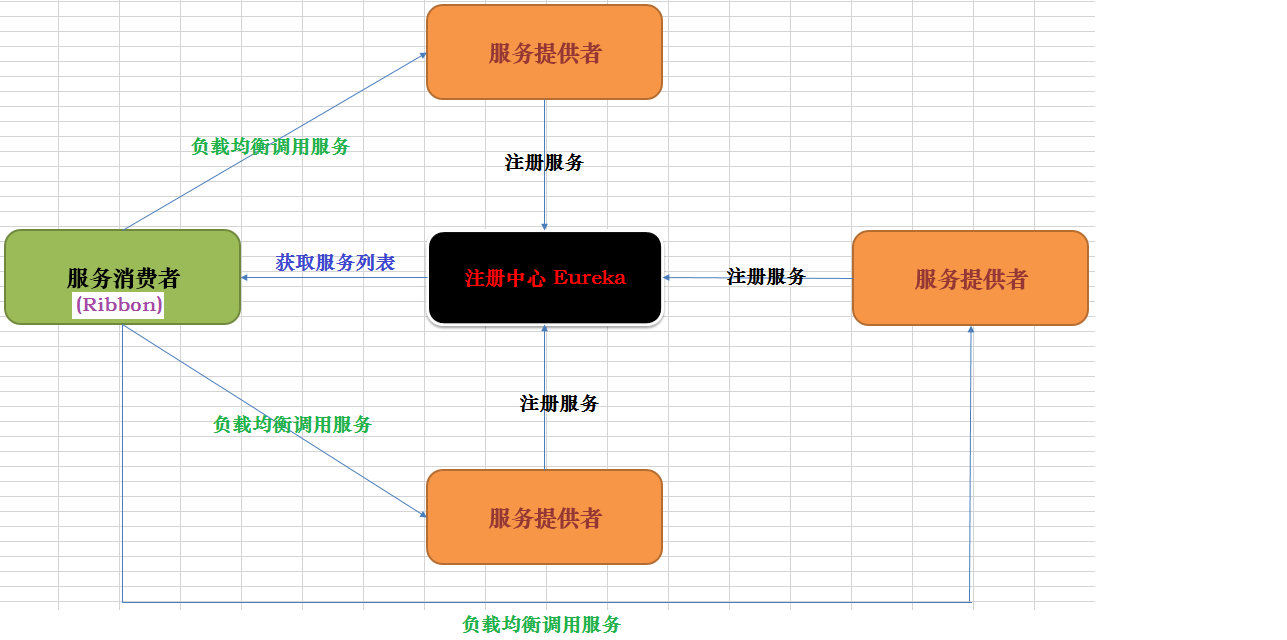 服务提供者
负载均衡调用服务
注册服务
服务消费者
(Ribbon)
获取服务列表
注册中心 Eureka
注册服务
服务提供者
注册服务
负载均衡调用服务
服务提供者
负载均衡调用服务